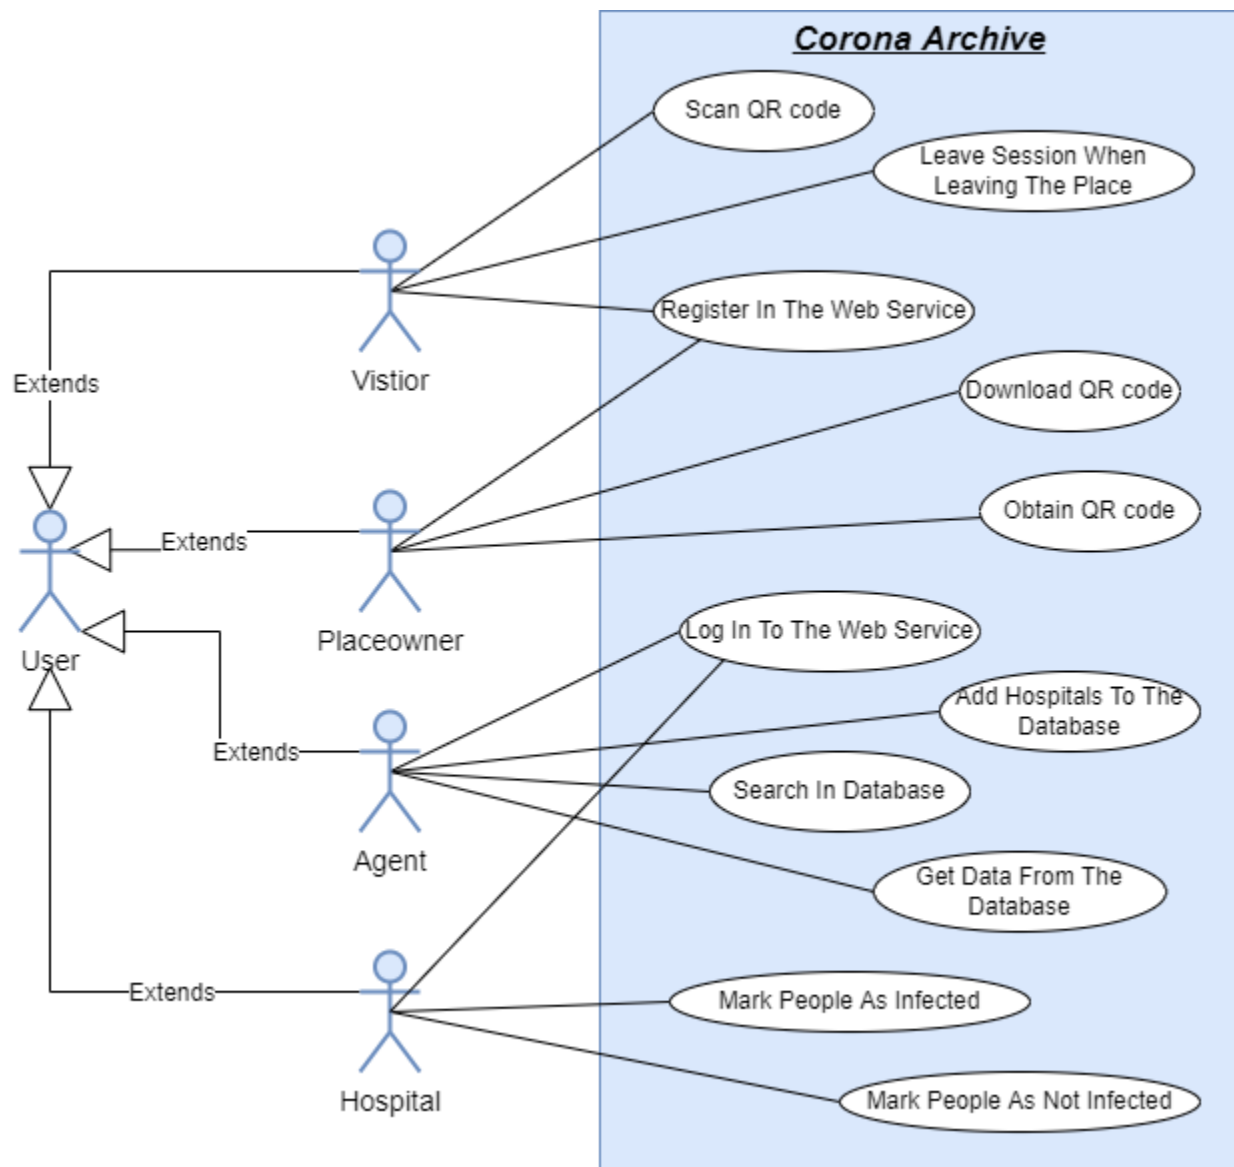 Corona Archive
Scan QR code
Leave Session When
Leaving The Place
Register In The Web Service
Vistior
Extends
Download QR code
Obtain QR code
Extends
Placeowner
Log In To The Web Service
User
Add Hospitals To The
Database
Extends
Search In Database
Agent
Get Data From The
Database
Extends
Mark People As Infected
Hospital
Mark People As Not Infected